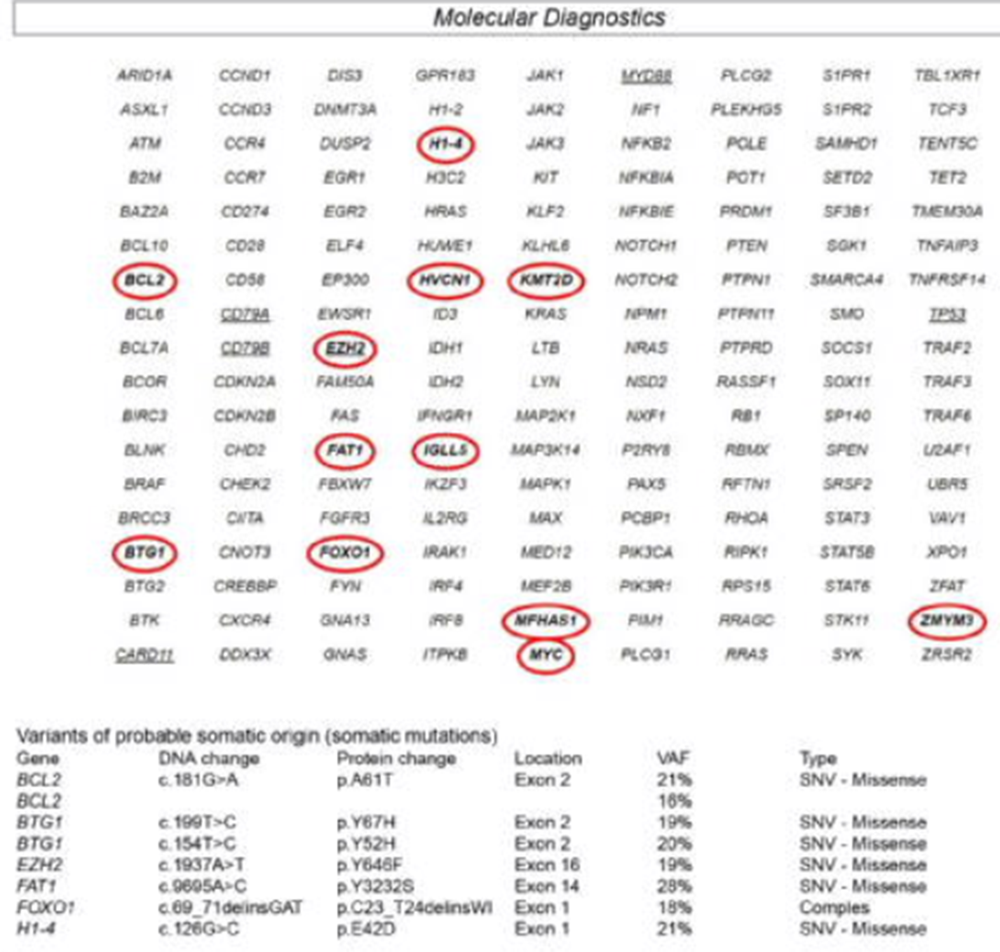 Molecular Diagnostics
ARID1A CCND1 DIS3 GPR183 JAK1 MYD88 PLCG2 S1PR1 TBL1XR1
ASXL1 CCND3 DNMT3A H1-2 JAK2 NF1 PLEKHG5 S1PR2 TCF3
ATM CCR4 DUSP2 H1-4 JAK3 NFKB2 POLE SAMHD1 TENT5C
B2M CCR7 EGR1 H3C2 KIT NFKBIA POT1 SETD2 TET2
BAZ2A CD274 EGR2 HRAS KLF2 NFKBIE PRDM1 SF3B1 TMEM30A
BCL10 CD28 ELF4 HUWE1 KLHL6 NOTCH1 PTEN SGK1 TNFAIP3
BCL2 CD58 EP300 HVCN1 KMT2D NOTCH2 PTPN1 SMARCA4 TNFRSF14
BCL6 CD79A EWSR1 ID3 KRAS NPM1 PTPN11 SMO TP53
BCL7A CD79B EZH2 IDH1 LTB NRAS PTPRD SOCS1 TRAF2
BCOR CDKN2A FAM50A IDH2 LYN NSD2 RASSF1 SOX11 TRAF3
BIRC3 CDKN2B FAS IFNGR1 MAP2K1 NXF1 RB1 SP140 TRAF6
BLNK CHD2 FAT1 IGLL5 MAP3K14 P2RY8 RBMX SPEN U2AF1
BRAF CHEK2 FBXW7 IKZF3 MAPK1 PAX5 RFTN1 SRSF2 UBR5
BRCC3 CIITA FGFR3 IL2RG MAX PCBP1 RHOA STAT3 VAV1
BTG1 CNOT3 FOXO1 IRAK1 MED12 PIK3CA RIPK1 STAT5B XPO1
BTG2 CREBBP FYN IRF4 MEF2B PIK3R1 RPS15 STAT6 ZFAT
BTK CXCR4 GNA13 IRF8 MFHAS1 PIM1 RRAGC STK11 ZMYM3
CARD11 DDX3X GNAS ITPKB MYC PLCG1 RRAS SYK ZRSR2
Variants of probable somatic origin (somatic mutations)
Gene DNA change Protein change Location VAF Type
BCL2 c.181G>A p.A61T Exon 2 21% SNV - Missense
BCL2 16%
BTG1 c.199T>C p.Y67H Exon 2 19% SNV - Missense
BTG1 c.154T>C p.Y52H Exon 2 20% SNV - Missense
EZH2 c.1937A>T p.Y646F Exon 16 19% SNV - Missense
FAT1 c.9695A>C p.Y3232S Exon 14 28% SNV - Missense
FOXO1 c.69_71delinsGAT p.C23_T24delinsWI Exon 1 18% Comples
H1-4 c.126G>C p.E42D Exon 1 21% SNV - Missense